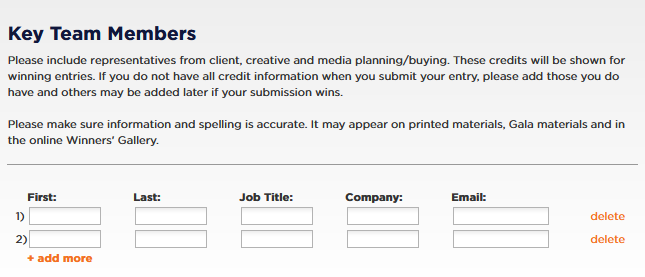 Key Team Members
Please include representatives from client, creative and media planning/buying. These credits will be shown for
winning entries. If you do not have all credit information when you submit your entry, please add those you do
have and others may be added later if your submission wins.
Please make sure information and spelling is accurate. It may appear on printed materials, Gala materials and in
the online Winners' Gallery.
First: Last: Job Title: Company: Email:
1) delete
2) delete
+ add more